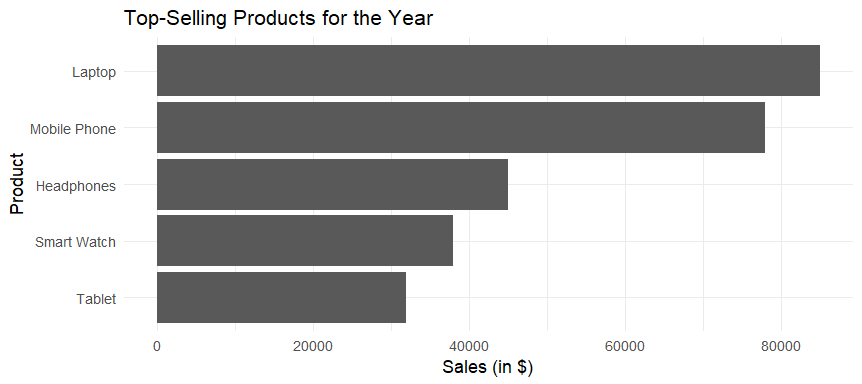 Top-Selling Products for the Year
Product
Laptop
Mobile Phone
Headphones
Smart Watch
Tablet
0 20000 40000 60000 80000
Sales (in $)